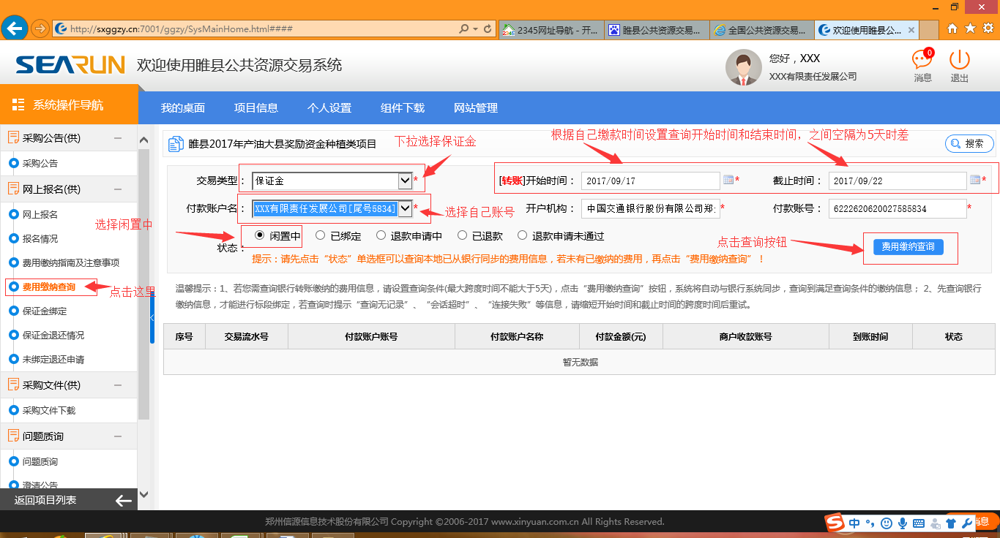 http://sxggzy.cn:7001/ggzy/SysMainHome.html####
2345网址导航 - 开...
睢县公共资源交易...
全国公共资源交易...
欢迎使用睢县公...
SEARUN 欢迎使用睢县公共资源交易系统
您好，XXX
XXX有限责任发展公司
0
消息
退出
系统操作导航
我的桌面
项目信息
个人设置
组件下载
网站管理
采购公告(供)
采购公告
网上报名(供)
网上报名
报名情况
费用缴纳指南及注意事项
费用缴纳查询
保证金绑定
保证金退还情况
未绑定退还申请
采购文件(供)
采购文件下载
问题质询
问题质询
澄清公告
返回项目列表
选择闲置中
点击这里
睢县2017年产油大县奖励资金种植类项目
下拉选择保证金
根据自己缴款时间设置查询开始时间和结束时间，之间空隔为5天时差
搜索
交易类型： 保证金 *
[转账]开始时间： 2017/09/17 *
截止时间： 2017/09/22 *
付款账户名： XXX有限责任发展公司[尾号5834] *
选择自己账号
开户机构： 中国交通银行股份有限公司郑 *
付款账号： 6222620620027585834 *
状态：
闲置中 已绑定 退款申请中 已退款 退款申请未通过
点击查询按钮
费用缴纳查询
提示：请先点击“状态”单选框可以查询本地已从银行同步的费用信息，若未有已缴纳的费用，再点击“费用缴纳查询”！
温馨提示：1、若您需查询银行转账缴纳的费用信息，请设置查询条件(最大跨度时间不能大于5天)，点击“费用缴纳查询”按钮，系统将自动与银行系统同步，查询到满足查询条件的缴纳信息； 2、先查询银行
缴纳信息，才能进行标段绑定，若查询时提示“查询无记录”、“会话超时”、“连接失败”等信息，请缩短开始时间和截止时间的跨度时间后重试。
序号 交易流水号 付款账户账号 付款账户名称 付款金额(元) 商户收款账号 到账时间 状态
暂无数据
郑州信源信息技术股份有限公司 Copyright ©2006-2017 www.xinyuan.com.cn All Rights Reserved.
中
消息